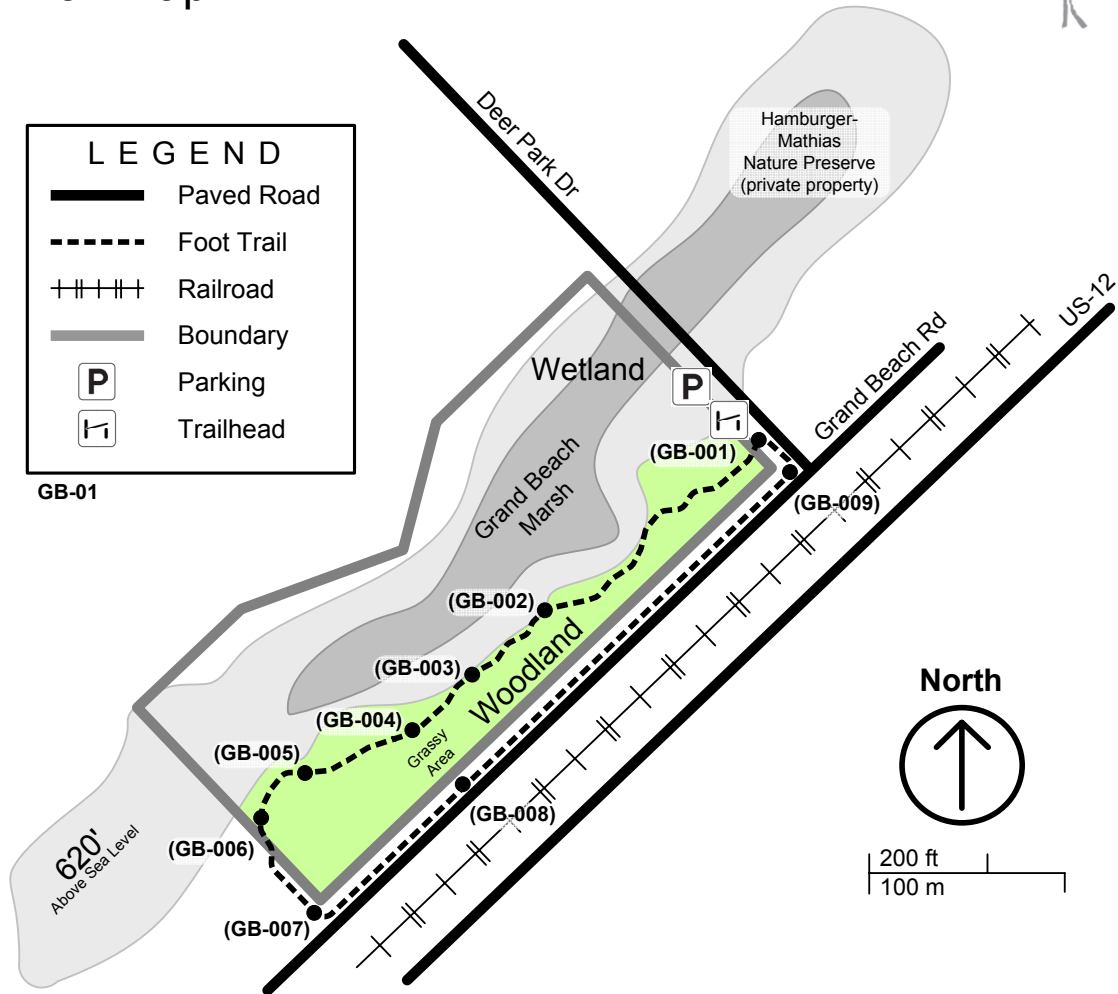 Deer Park Dr
Hamburger-
Mathias
Nature Preserve
(private property)
LEGEND
Paved Road
Foot Trail
Railroad
Boundary
P Parking
Trailhead
GB-01
US-12
Grand Beach Rd
Wetland
P
(GB-001)
Grand Beach
Marsh
(GB-009)
(GB-002)
Woodland
(GB-003)
(GB-004)
Grassy
Area
(GB-005)
(GB-008)
(GB-006)
(GB-007)
620'
Above Sea Level
North
200 ft
100 m